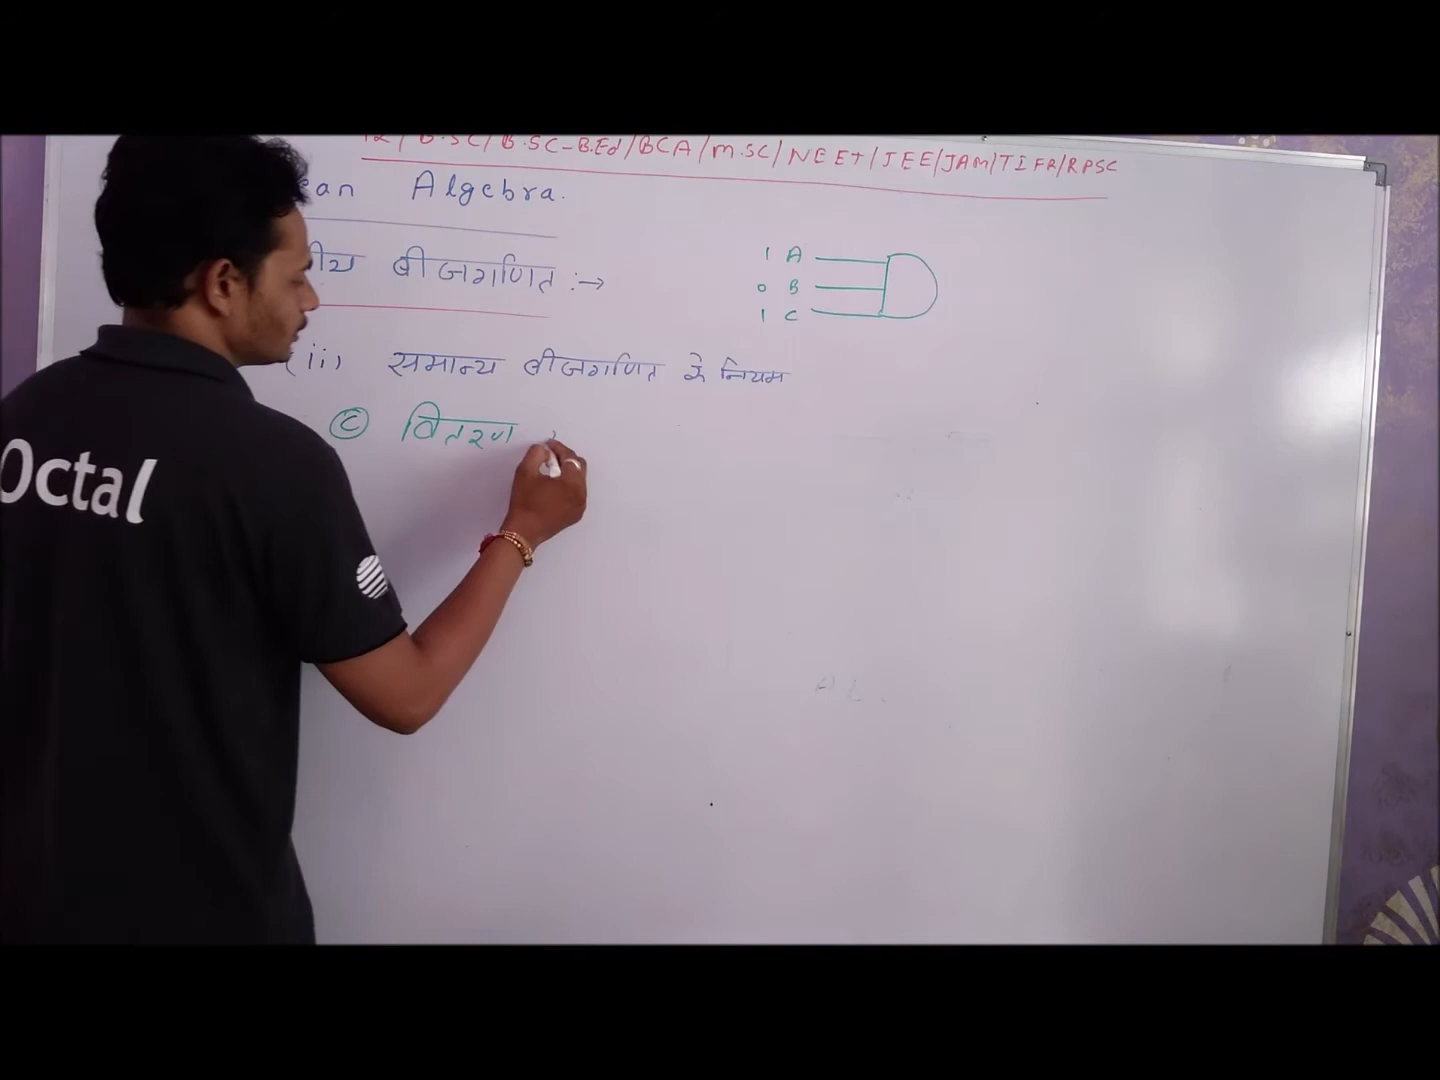 12/B.SC/B.SC-B.Ed/BCA/M.SC/NEET/JEE/JAM/TIFR/RPSC
ean Algebra.
ीय बीजगणित :→
1 A
0 B
1 C
(ii) समान्य बीजगणित के नियम
Ⓒ वितरण
Octal